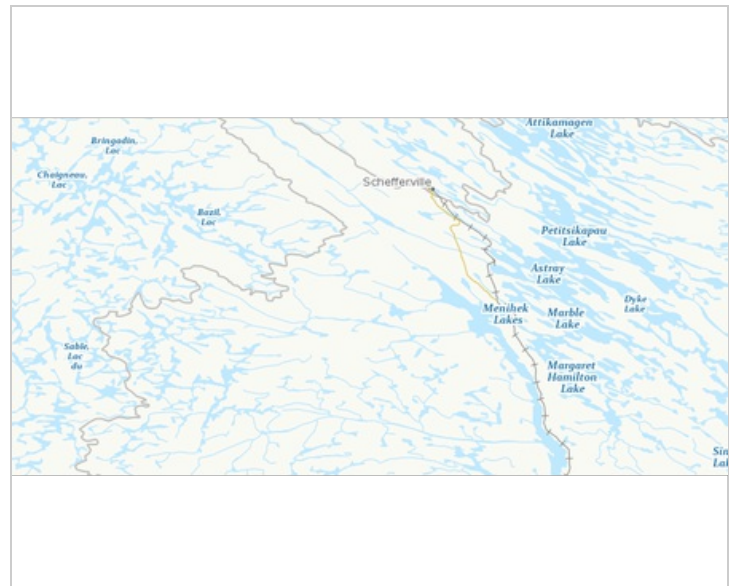 Attikamagen
Lake
Bringadin,
Lac
Chaigneau,
Lac
Schefferville
Bazil,
Lac
Petitsikapau
Lake
Astray
Lake
Dyke
Lake
Menihek
Lakes
Marble
Lake
Sable,
Lac
du
Margaret
Hamilton
Lake